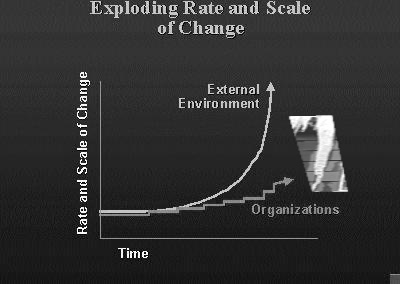 Exploding Rate and Scale
of Change
External
Environment
Rate and Scale of Change
Organizations
Time